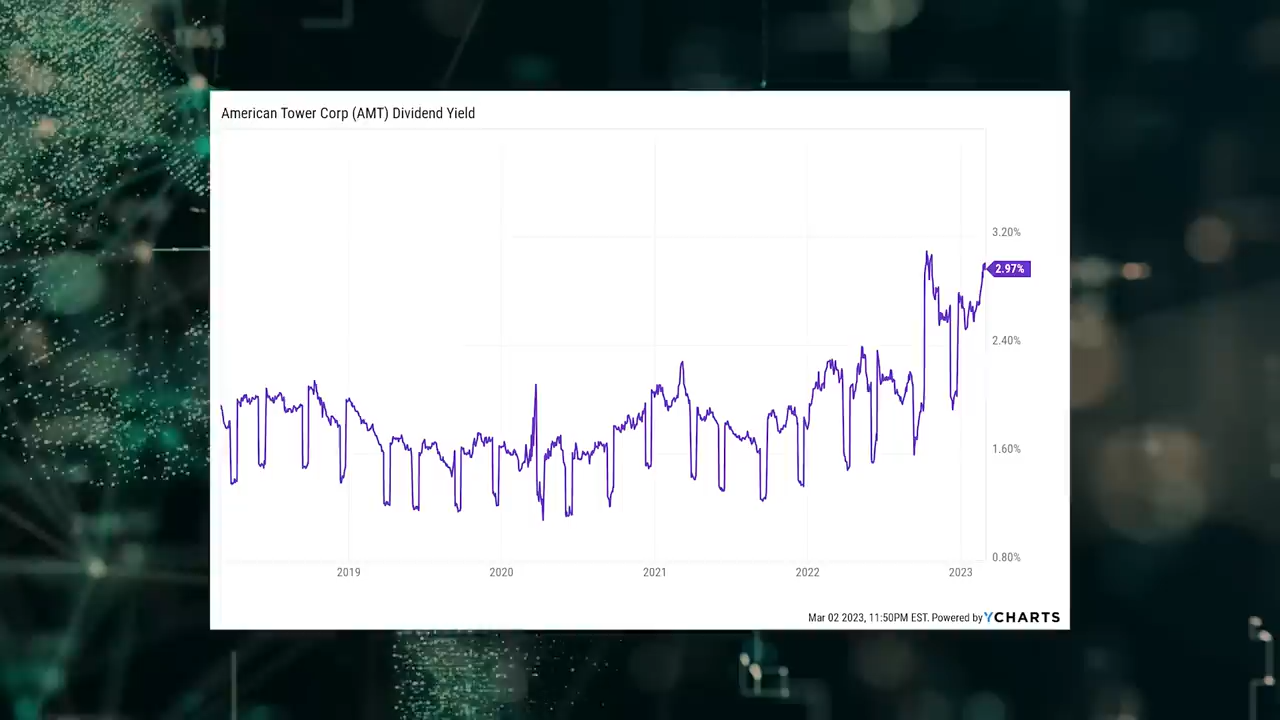 American Tower Corp (AMT) Dividend Yield
3.20%
2.97%
2.40%
1.60%
0.80%
2019 2020 2021 2022 2023
Mar 02 2023, 11:50PM EST. Powered by YCHARTS